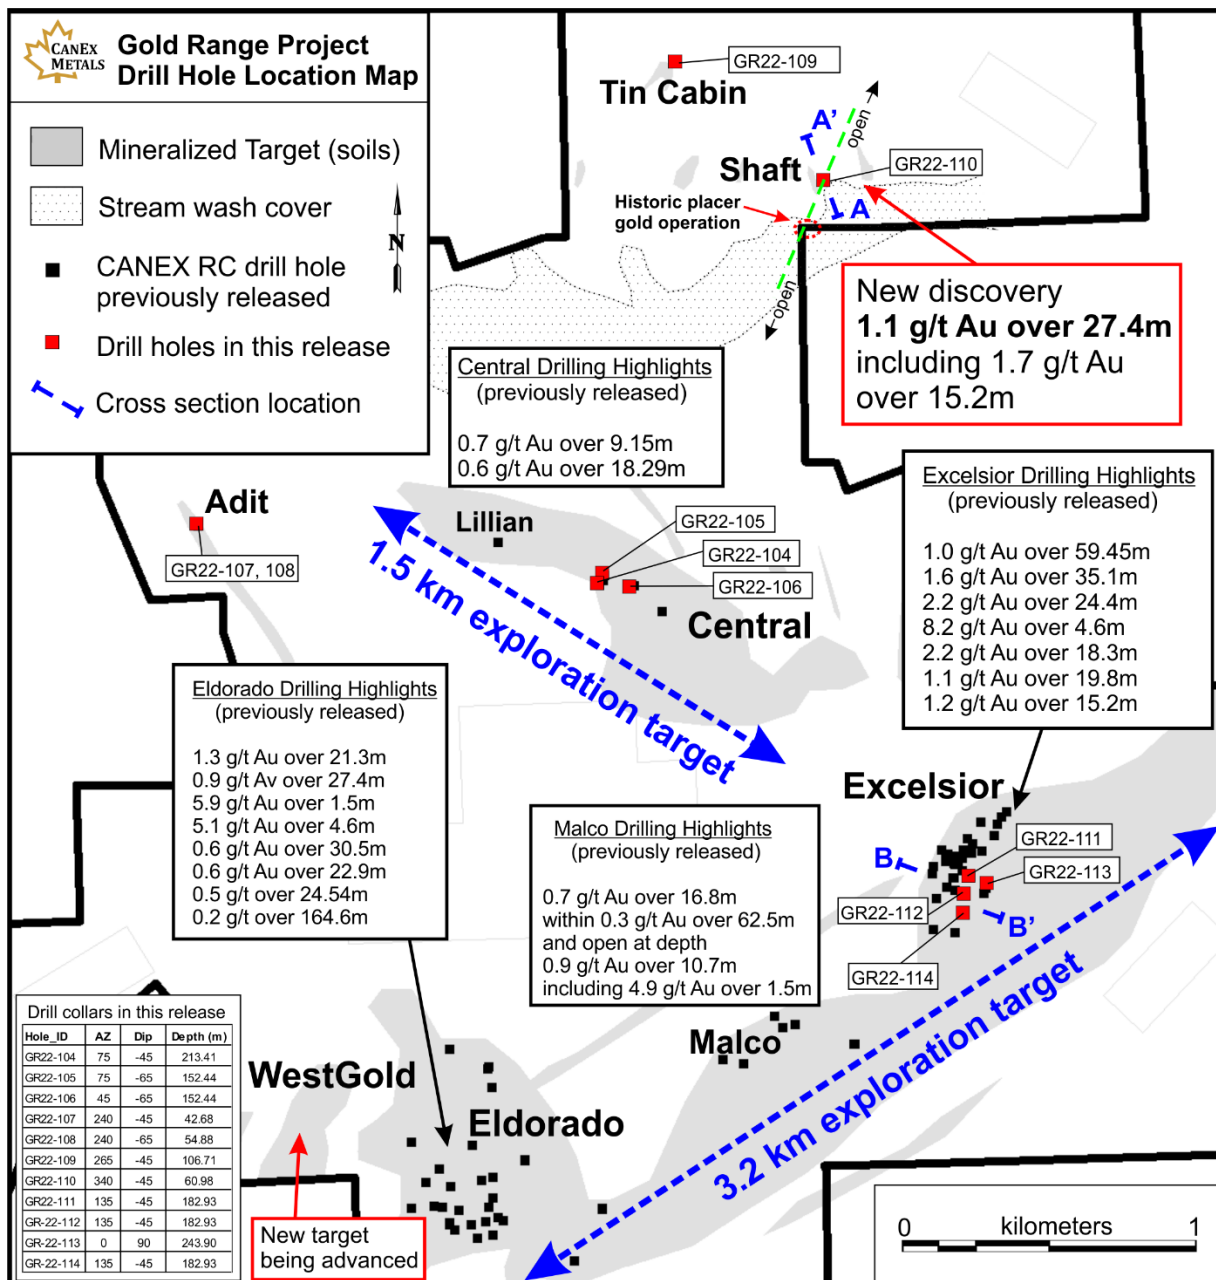 CANEX
METALS
Gold Range Project
Drill Hole Location Map
Mineralized Target (soils)
Stream wash cover
CANEX RC drill hole
previously released
Drill holes in this release
Cross section location
N
GR22-109
Tin Cabin
open
A'
Shaft
GR22-110
A
Historic placer
gold operation
open
New discovery
1.1 g/t Au over 27.4m
including 1.7 g/t Au
over 15.2m
Central Drilling Highlights
(previously released)
0.7 g/t Au over 9.15m
0.6 g/t Au over 18.29m
Excelsior Drilling Highlights
(previously released)
1.0 g/t Au over 59.45m
1.6 g/t Au over 35.1m
2.2 g/t Au over 24.4m
8.2 g/t Au over 4.6m
2.2 g/t Au over 18.3m
1.1 g/t Au over 19.8m
1.2 g/t Au over 15.2m
Adit
GR22-107, 108
Lillian
GR22-105
GR22-104
GR22-106
Central
1.5 km exploration target
Eldorado Drilling Highlights
(previously released)
1.3 g/t Au over 21.3m
0.9 g/t Av over 27.4m
5.9 g/t Au over 1.5m
5.1 g/t Au over 4.6m
0.6 g/t Au over 30.5m
0.6 g/t Au over 22.9m
0.5 g/t over 24.54m
0.2 g/t over 164.6m
Malco Drilling Highlights
(previously released)
0.7 g/t Au over 16.8m
within 0.3 g/t Au over 62.5m
and open at depth
0.9 g/t Au over 10.7m
including 4.9 g/t Au over 1.5m
Excelsior
GR22-111
B
GR22-113
GR22-112
B'
GR22-114
Malco
3.2 km exploration target
WestGold
Eldorado
New target
being advanced
Drill collars in this release
Hole_ID AZ Dip Depth (m)
GR22-104 75 -45 213.41
GR22-105 75 -65 152.44
GR22-106 45 -65 152.44
GR22-107 240 -45 42.68
GR22-108 240 -65 54.88
GR22-109 265 -45 106.71
GR22-110 340 -45 60.98
GR22-111 135 -45 182.93
GR-22-112 135 -45 182.93
GR-22-113 0 90 243.90
GR-22-114 135 -45 182.93
0 kilometers 1